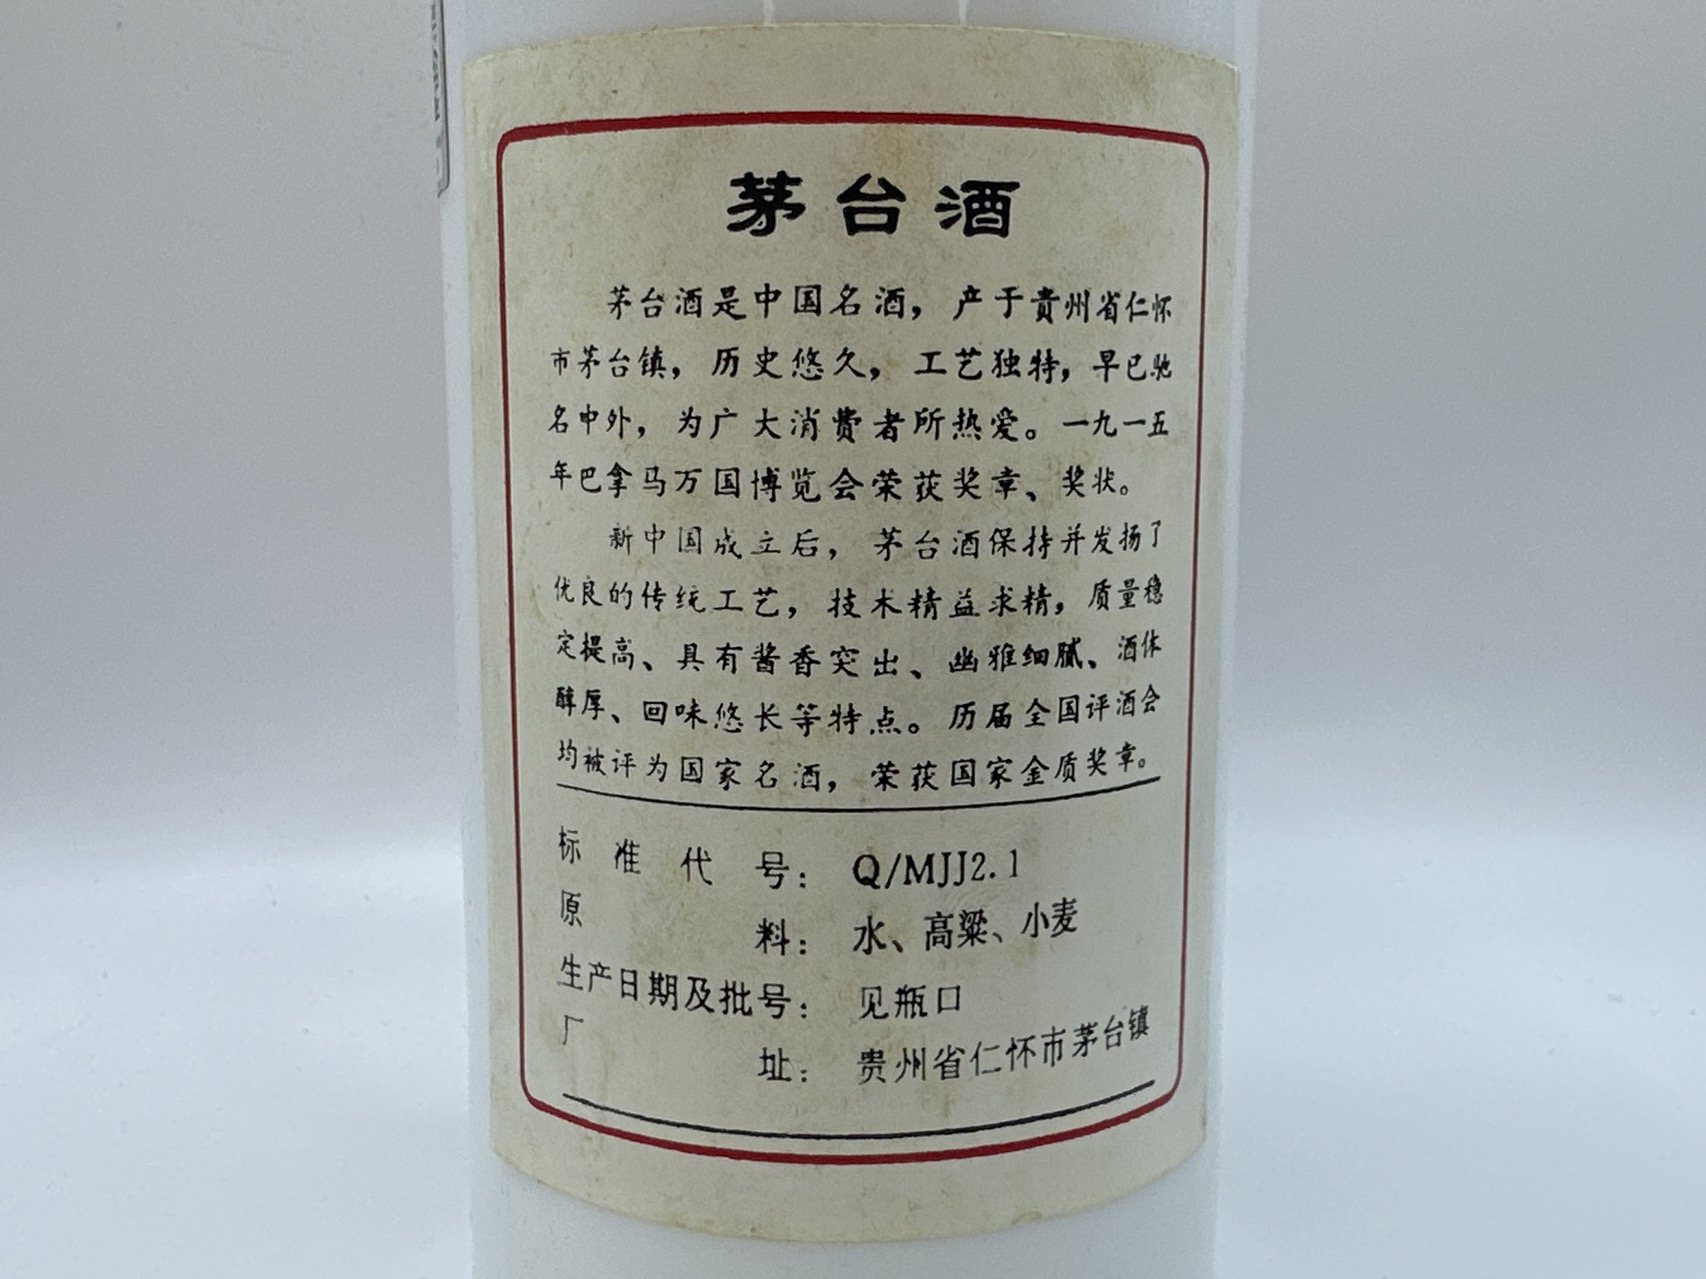 茅台酒
茅台酒是中国名酒，产于贵州省仁怀
市茅台镇，历史悠久，工艺独特，早已驰
名中外，为广大消费者所热爱。一九一五
年巴拿马万国博览会荣获奖章、奖状。
新中国成立后，茅台酒保持并发扬了
优良的传统工艺，技术精益求精，质量稳
定提高、具有酱香突出、幽雅细腻、酒体
醇厚、回味悠长等特点。历届全国评酒会
均被评为国家名酒，荣获国家金质奖章。
标准代号：Q/MJJ2.1
原料：水、高粱、小麦
生产日期及批号：见瓶口
厂址：贵州省仁怀市茅台镇